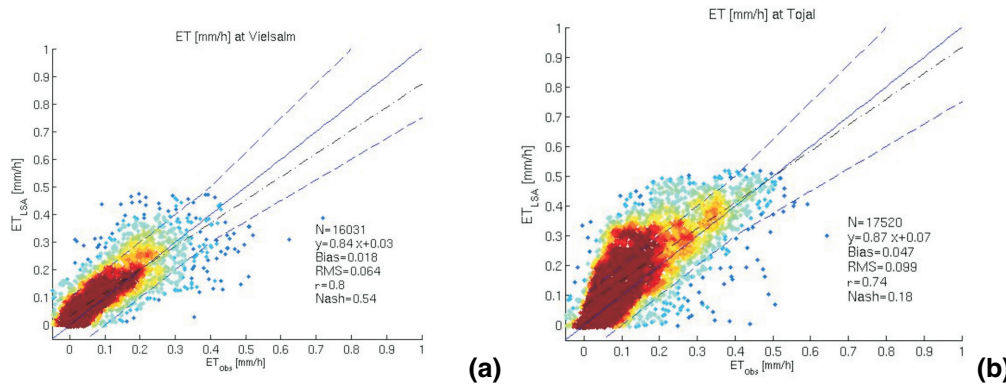 ET [mm/h] at Vielsalm
1
0.9
0.8
0.7
0.6
0.5
0.4
0.3
0.2
0.1
0
ET_LSA [mm/h]
N=16031
y=0.84 x+0.03
Bias=0.018
RMS=0.064
r=0.8
Nash=0.54
0 0.1 0.2 0.3 0.4 0.5 0.6 0.7 0.8 0.9 1
ET_obs [mm/h]
(a)
ET [mm/h] at Tojal
1
0.9
0.8
0.7
0.6
0.5
0.4
0.3
0.2
0.1
0
ET_LSA [mm/h]
N=17520
y=0.87 x+0.07
Bias=0.047
RMS=0.099
r=0.74
Nash=0.18
0 0.1 0.2 0.3 0.4 0.5 0.6 0.7 0.8 0.9 1
ET_obs [mm/h]
(b)